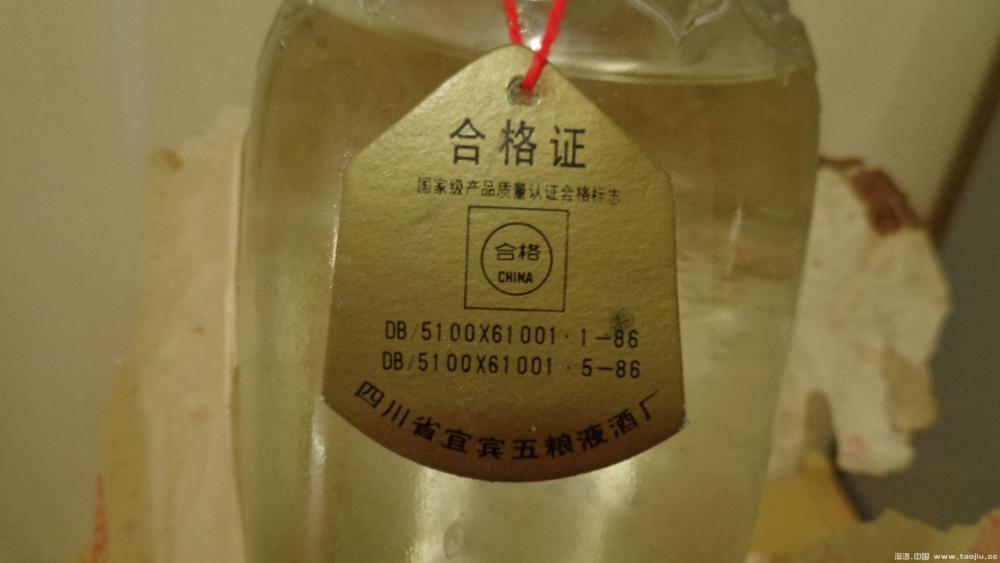 合格证
国家级产品质量认证合格标志
合格
CHINA
DB/5100X61001·1—86
DB/5100X61001·5—86
四川省宜宾五粮液酒厂
淘酒.中国 www.taojiu.cc